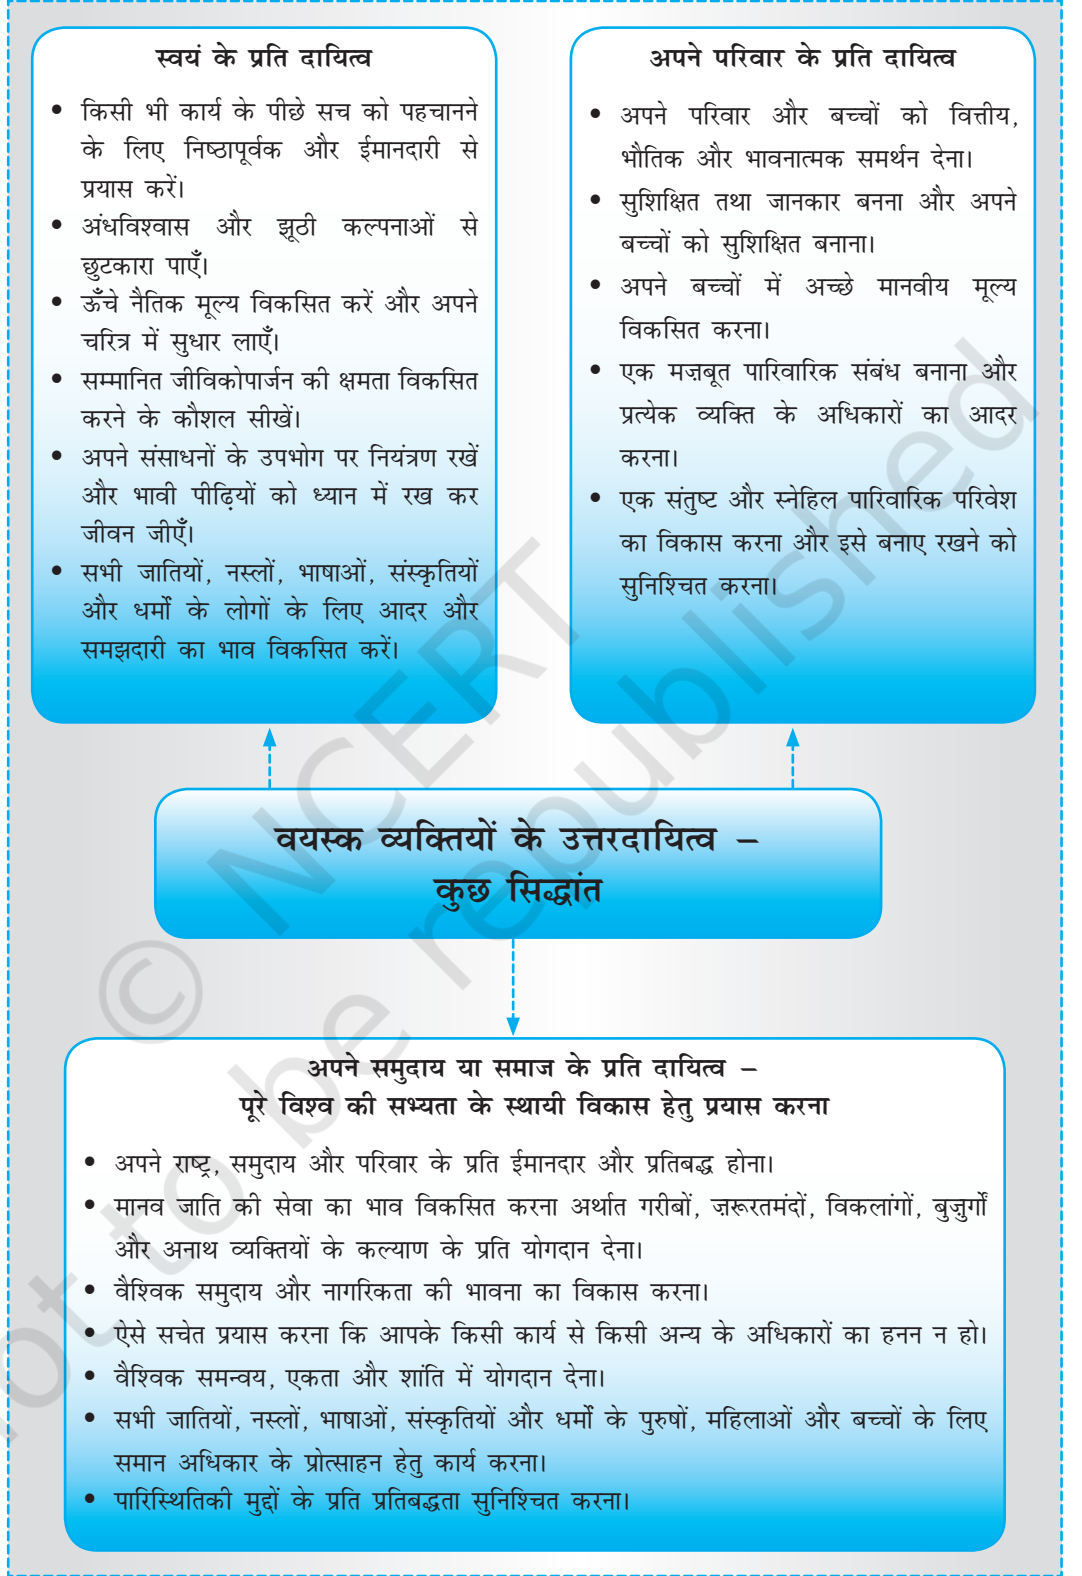 स्वयं के प्रति दायित्व
• किसी भी कार्य के पीछे सच को पहचानने
के लिए निष्ठापूर्वक और ईमानदारी से
प्रयास करें।
• अंधविश्वास और झूठी कल्पनाओं से
छुटकारा पाएँ।
• ऊँचे नैतिक मूल्य विकसित करें और अपने
चरित्र में सुधार लाएँ।
• सम्मानित जीविकोपार्जन की क्षमता विकसित
करने के कौशल सीखें।
• अपने संसाधनों के उपभोग पर नियंत्रण रखें
और भावी पीढ़ियों को ध्यान में रख कर
जीवन जीएँ।
• सभी जातियों, नस्लों, भाषाओं, संस्कृतियों
और धर्मों के लोगों के लिए आदर और
समझदारी का भाव विकसित करें।
अपने परिवार के प्रति दायित्व
• अपने परिवार और बच्चों को वित्तीय,
भौतिक और भावनात्मक समर्थन देना।
• सुशिक्षित तथा जानकार बनना और अपने
बच्चों को सुशिक्षित बनाना।
• अपने बच्चों में अच्छे मानवीय मूल्य
विकसित करना।
• एक मज़बूत पारिवारिक संबंध बनाना और
प्रत्येक व्यक्ति के अधिकारों का आदर
करना।
• एक संतुष्ट और स्नेहिल पारिवारिक परिवेश
का विकास करना और इसे बनाए रखने को
सुनिश्चित करना।
वयस्क व्यक्तियों के उत्तरदायित्व –
कुछ सिद्धांत
अपने समुदाय या समाज के प्रति दायित्व –
पूरे विश्व की सभ्यता के स्थायी विकास हेतु प्रयास करना
• अपने राष्ट्र, समुदाय और परिवार के प्रति ईमानदार और प्रतिबद्ध होना।
• मानव जाति की सेवा का भाव विकसित करना अर्थात गरीबों, ज़रूरतमंदों, विकलांगों, बुज़ुर्गों
और अनाथ व्यक्तियों के कल्याण के प्रति योगदान देना।
• वैश्विक समुदाय और नागरिकता की भावना का विकास करना।
• ऐसे सचेत प्रयास करना कि आपके किसी कार्य से किसी अन्य के अधिकारों का हनन न हो।
• वैश्विक समन्वय, एकता और शांति में योगदान देना।
• सभी जातियों, नस्लों, भाषाओं, संस्कृतियों और धर्मों के पुरुषों, महिलाओं और बच्चों के लिए
समान अधिकार के प्रोत्साहन हेतु कार्य करना।
• पारिस्थितिकी मुद्दों के प्रति प्रतिबद्धता सुनिश्चित करना।
© NCERT
not to be republished